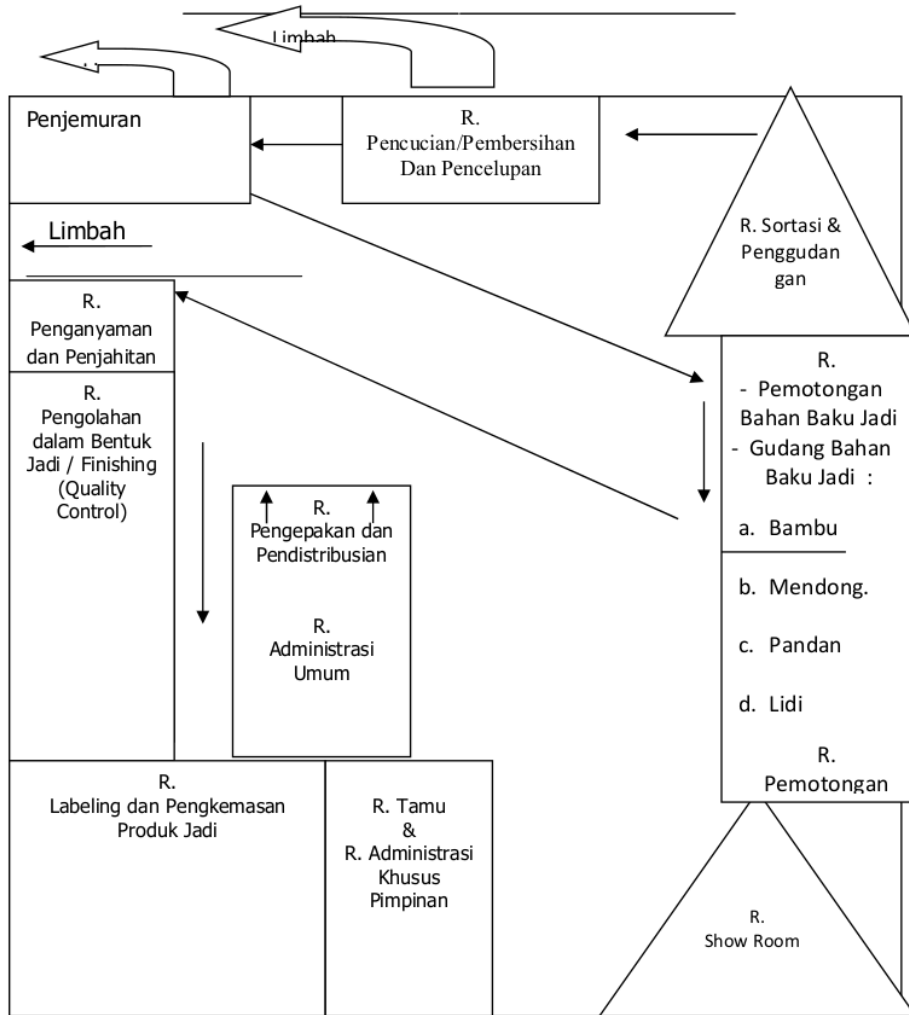 Limbah
Penjemuran
R.
Pencucian/Pembersihan
Dan Pencelupan
R. Sortasi &
Penggudan
gan
Limbah
R.
Penganyaman
dan Penjahitan
R.
Pengolahan
dalam Bentuk
Jadi / Finishing
(Quality
Control)
R.
Pengepakan dan
Pendistribusian
R.
Administrasi
Umum
R.
- Pemotongan
Bahan Baku Jadi
- Gudang Bahan
Baku Jadi :
a. Bambu
b. Mendong.
c. Pandan
d. Lidi
R.
Pemotongan
R.
Labeling dan Pengkemasan
Produk Jadi
R. Tamu
&
R. Administrasi
Khusus
Pimpinan
R.
Show Room